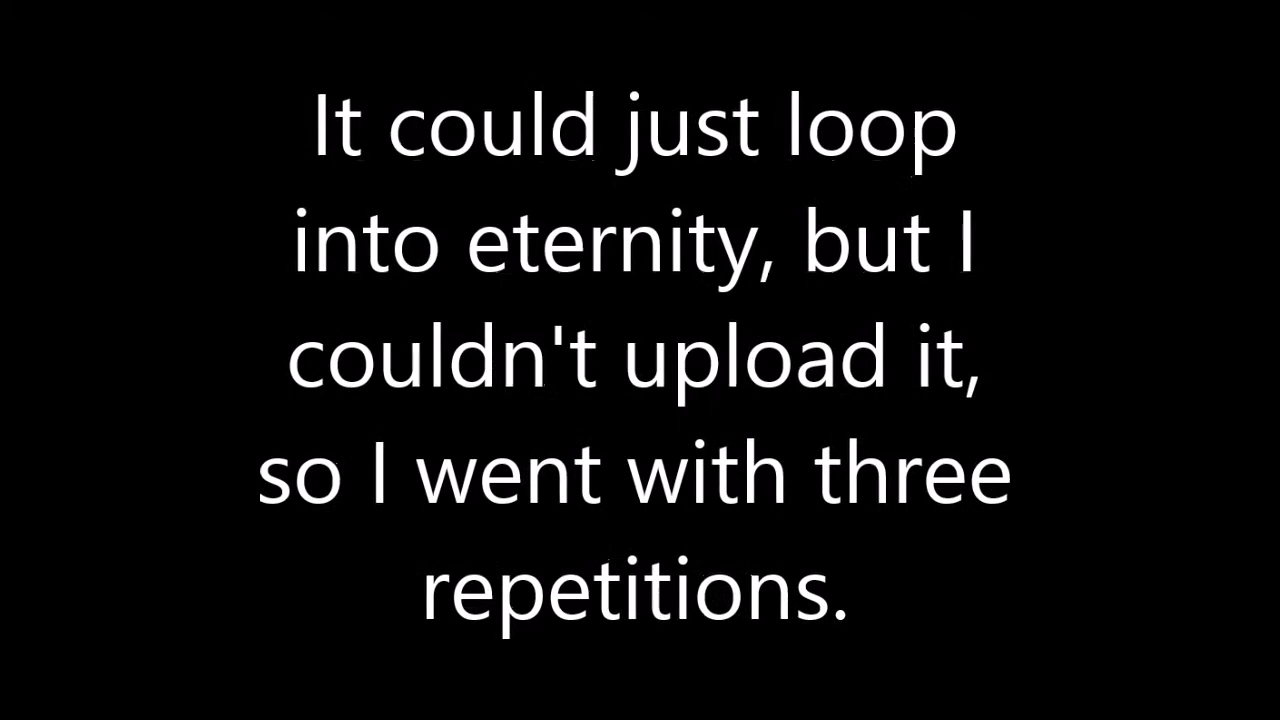 It could just loop
into eternity, but I
couldn't upload it,
so I went with three
repetitions.